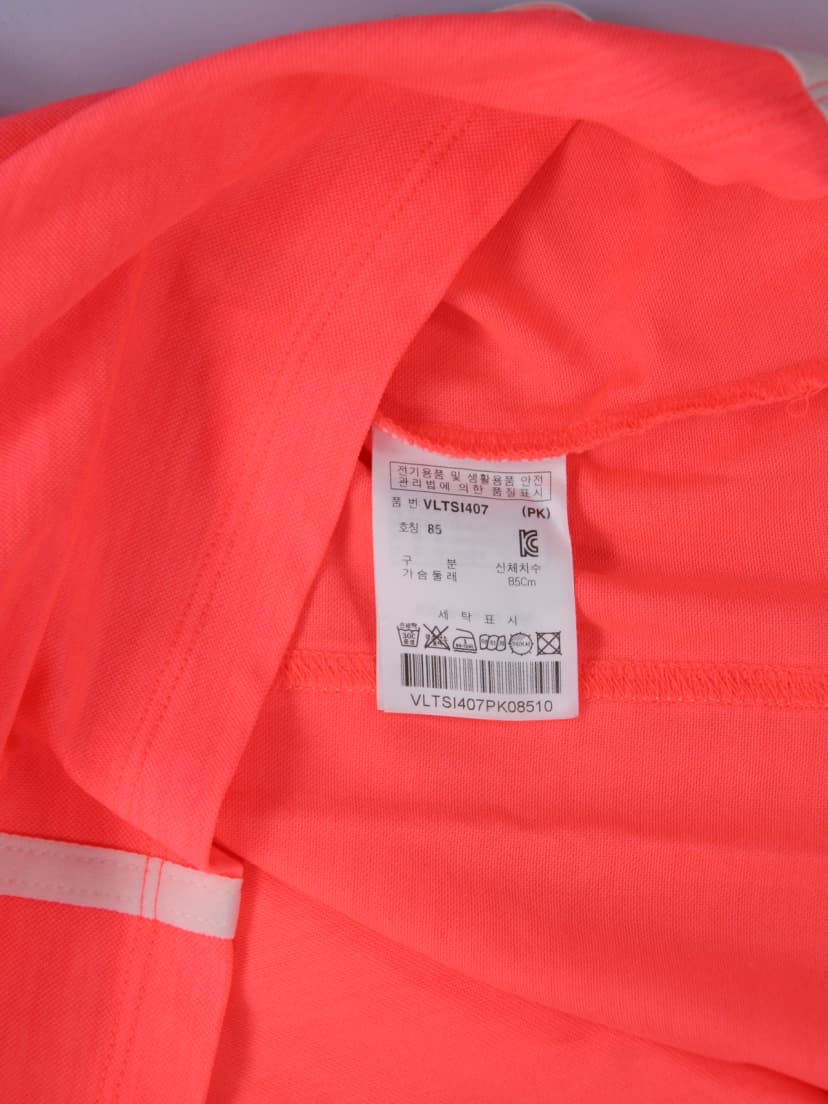 전기용품 및 생활용품 안전
관리법에 의한 품질표시
품 번 VLTSI407 (PK)
호칭 85
구 분 신체치수
가슴둘레 85Cm
세 탁 표 시
30C
VLTSI407PK08510